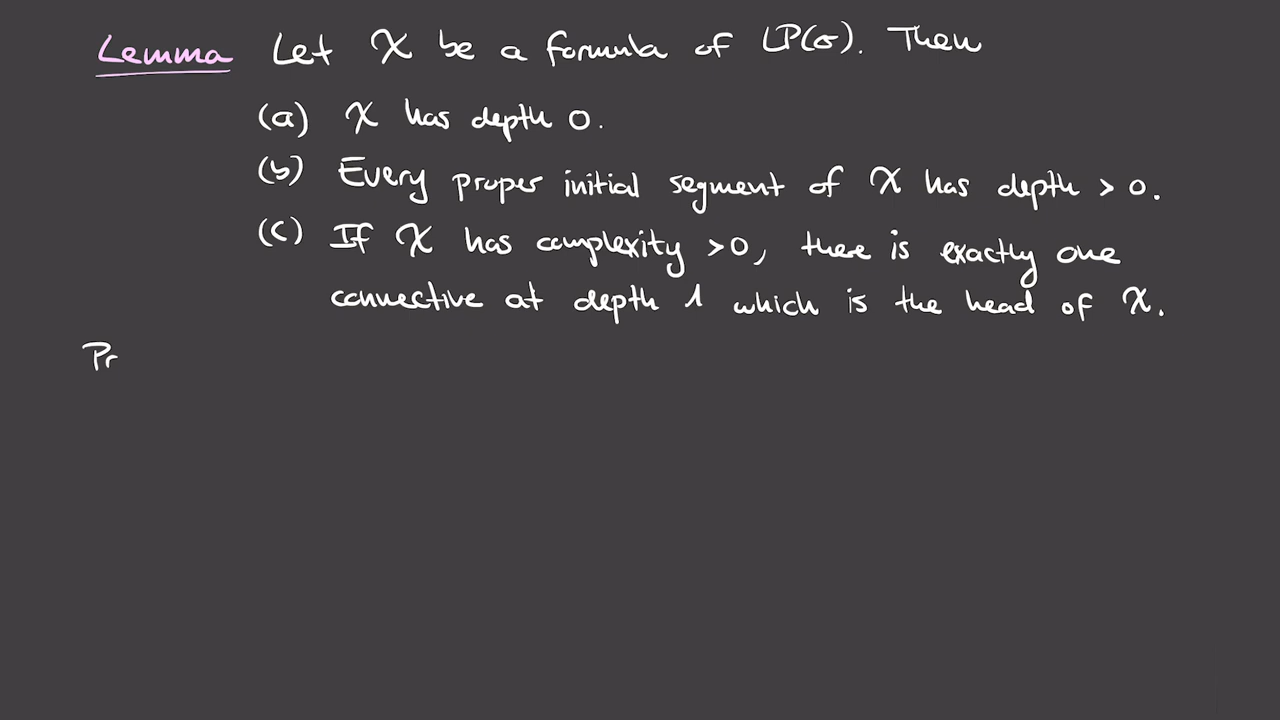 Lemma Let χ be a formula of LP(σ). Then
(a) χ has depth 0.
(b) Every proper initial segment of χ has depth > 0.
(c) If χ has complexity >0, there is exactly one
connective at depth 1 which is the head of χ.
Pr